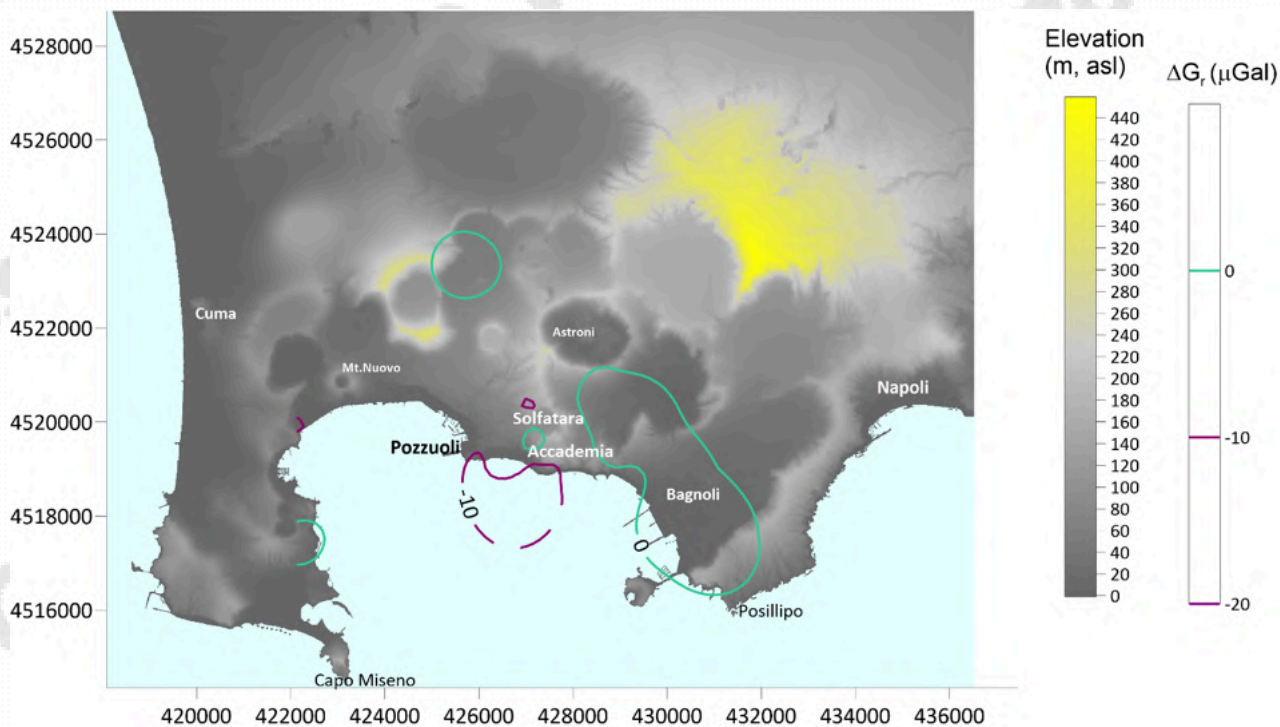 Elevation
(m, asl)
ΔGr (µGal)
4528000
4526000
4524000
4522000
4520000
4518000
4516000
440
420
400
380
360
340
320
300
280
260
240
220
200
180
160
140
120
100
80
60
40
20
0
0
-10
-20
Cuma
Astroni
Mt.Nuovo
Napoli
Solfatara
Pozzuoli
Accademia
Bagnoli
-10
0
Posillipo
Capo Miseno
420000 422000 424000 426000 428000 430000 432000 434000 436000